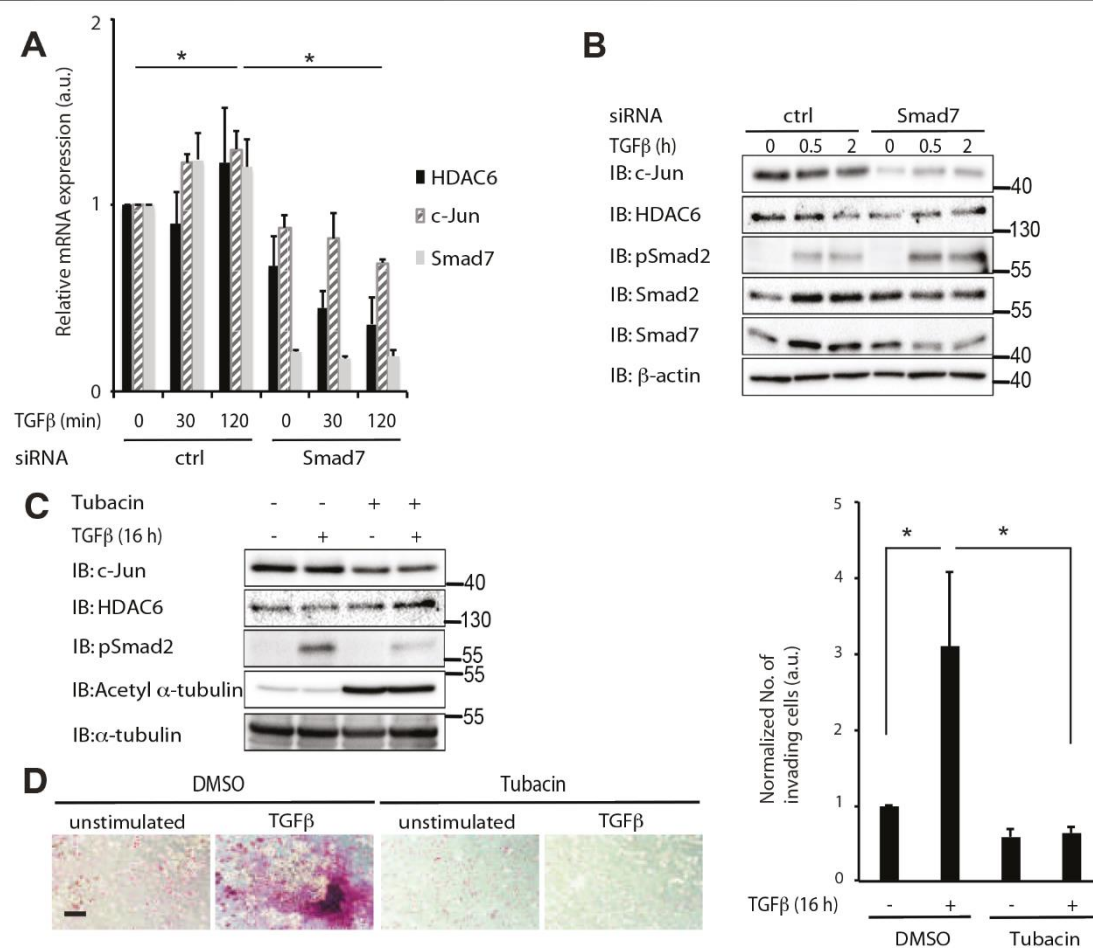 A
2
1
0
Relative mRNA expression (a.u.)
*
*
HDAC6
c-Jun
Smad7
TGFβ (min) 0 30 120 0 30 120
siRNA ctrl Smad7
B
siRNA ctrl Smad7
TGFβ (h) 0 0.5 2 0 0.5 2
IB: c-Jun 40
IB: HDAC6 130
IB: pSmad2 55
IB: Smad2 55
IB: Smad7 40
IB: β-actin 40
C
Tubacin - - + +
TGFβ (16 h) - + - +
IB: c-Jun 40
IB: HDAC6 130
IB: pSmad2 55
IB:Acetyl α-tubulin 55
IB:α-tubulin 55
D
DMSO Tubacin
unstimulated TGFβ unstimulated TGFβ
5
4
3
2
1
0
Normalized No. of
invading cells (a.u.)
* *
TGFβ (16 h) - + - +
DMSO Tubacin